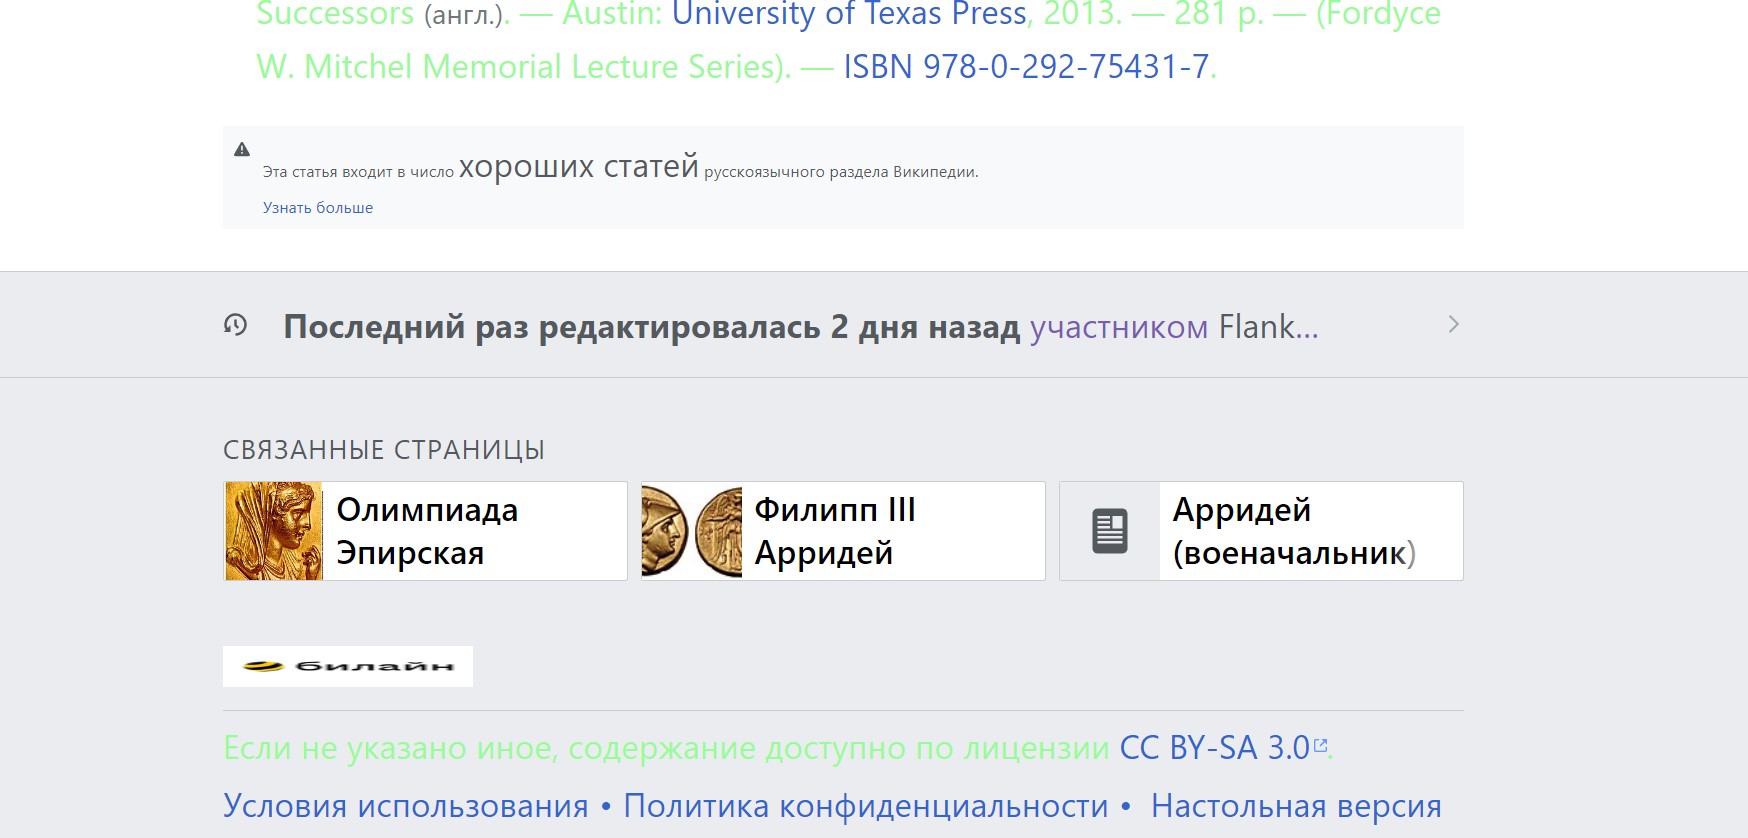 Successors (англ.). — Austin: University of Texas Press, 2013. — 281 p. — (Fordyce
W. Mitchel Memorial Lecture Series). — ISBN 978-0-292-75431-7.
Эта статья входит в число хороших статей русскоязычного раздела Википедии.
Узнать больше
Последний раз редактировалась 2 дня назад участником Flank...
СВЯЗАННЫЕ СТРАНИЦЫ
Олимпиада
Эпирская
Филипп III
Арридей
Арридей
(военачальник)
билайн
Если не указано иное, содержание доступно по лицензии CC BY-SA 3.0.
Условия использования • Политика конфиденциальности • Настольная версия